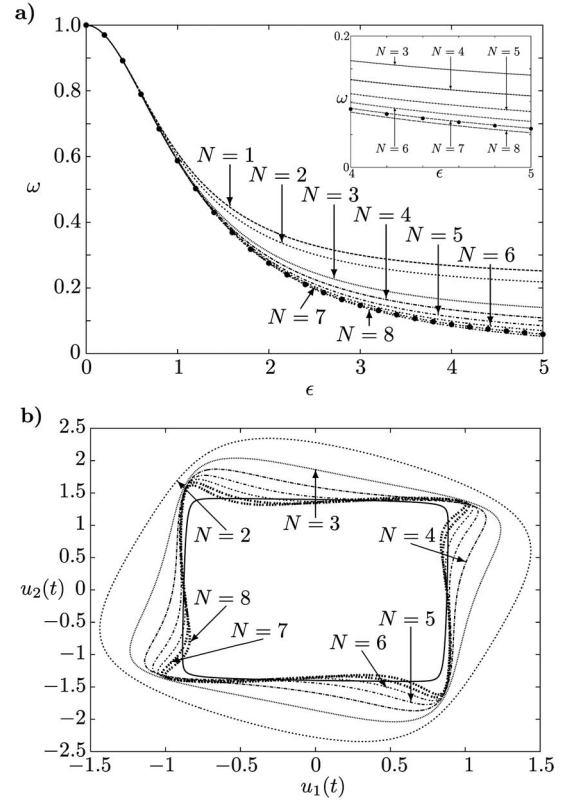 a)
1.0
0.8
0.6
0.4
0.2
0
ω
0
1
2
3
4
5
ϵ
N = 1
N = 2
N = 3
N = 4
N = 5
N = 6
N = 7
N = 8
0.2
0
ω
4
5
ϵ
N = 3
N = 4
N = 5
N = 6
N = 7
N = 8
b)
2.5
2
1.5
1
0.5
0
−0.5
−1
−1.5
−2
−2.5
u₂(t)
−1.5
−1
−0.5
0
0.5
1
1.5
u₁(t)
N = 2
N = 3
N = 4
N = 8
N = 7
N = 5
N = 6